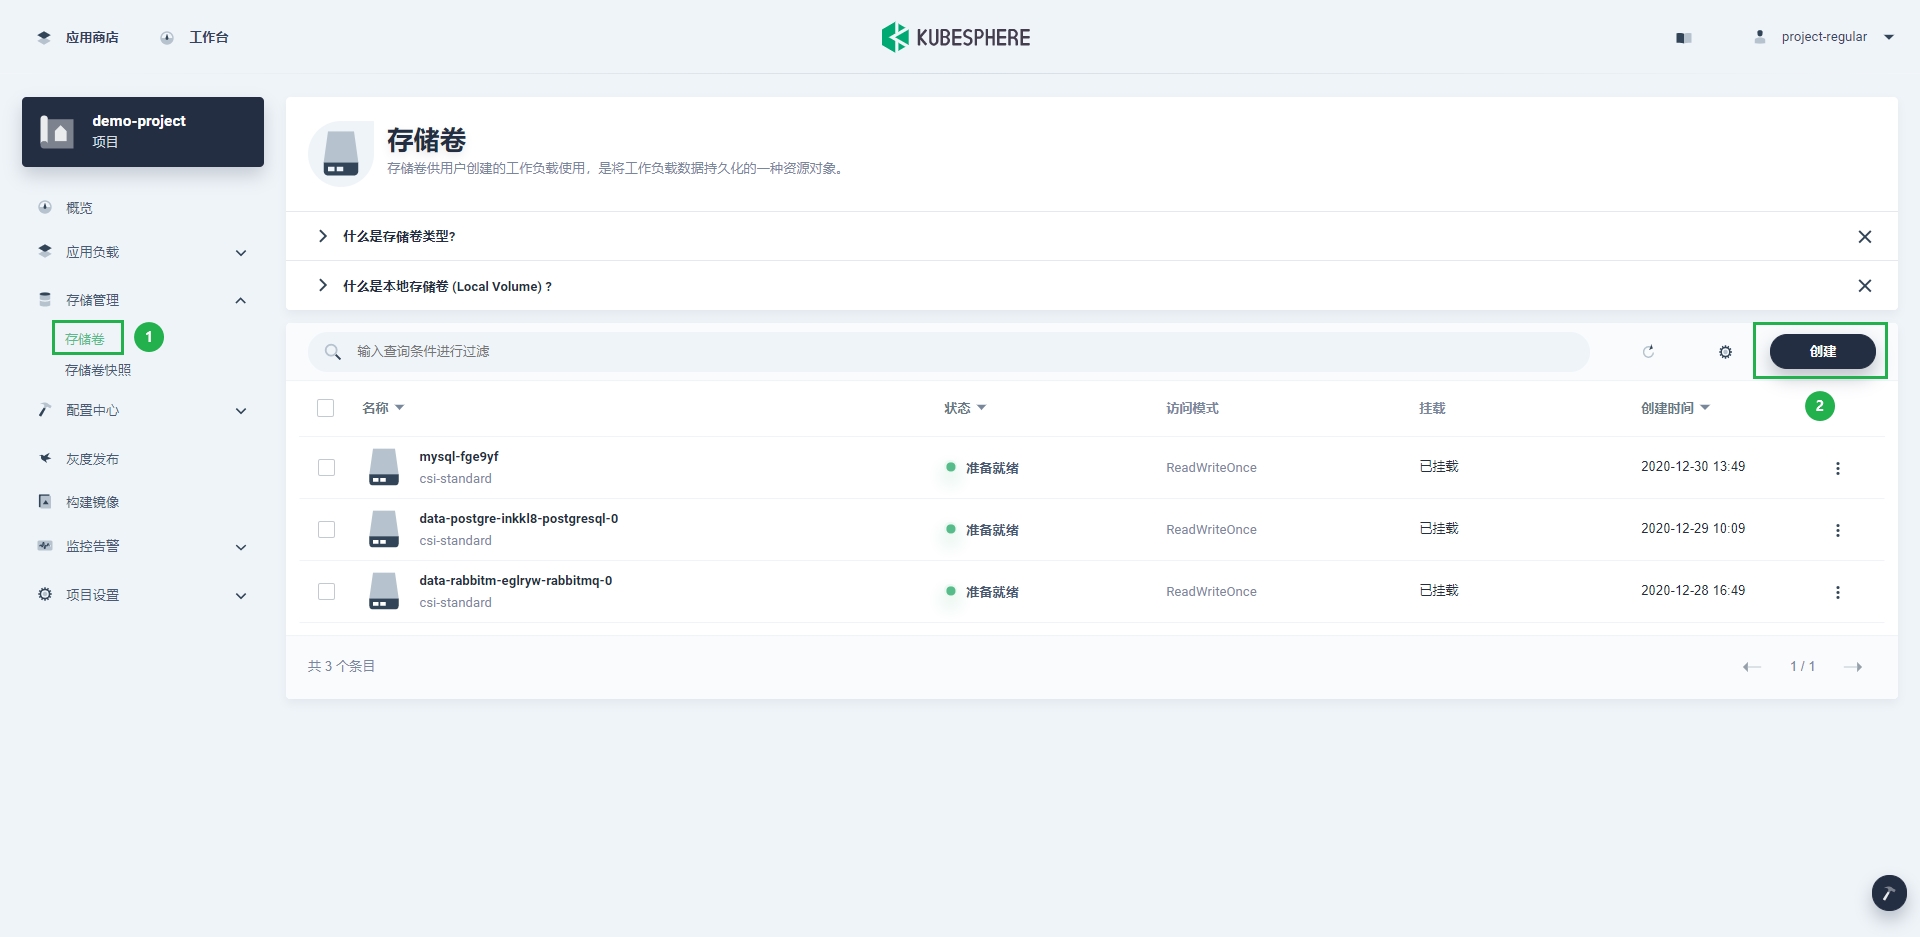 应用商店
工作台
KUBESPHERE
project-regular
demo-project
项目
概览
应用负载
存储管理
存储卷
1
存储卷快照
配置中心
灰度发布
构建镜像
监控告警
项目设置
存储卷
存储卷供用户创建的工作负载使用，是将工作负载数据持久化的一种资源对象。
什么是存储卷类型?
什么是本地存储卷 (Local Volume) ?
输入查询条件进行过滤
创建
2
名称 状态 访问模式 挂载 创建时间
mysql-fge9yf
csi-standard
准备就绪 ReadWriteOnce 已挂载 2020-12-30 13:49
data-postgre-inkkl8-postgresql-0
csi-standard
准备就绪 ReadWriteOnce 已挂载 2020-12-29 10:09
data-rabbitm-eglryw-rabbitmq-0
csi-standard
准备就绪 ReadWriteOnce 已挂载 2020-12-28 16:49
共 3 个条目
1 / 1